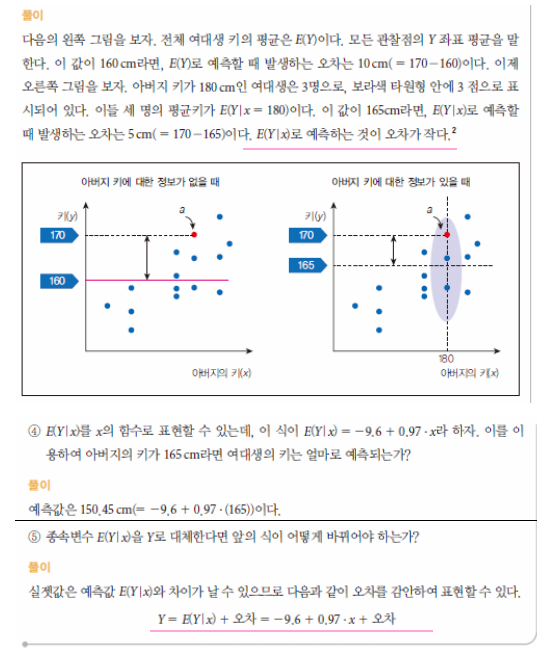 풀이
다음의 왼쪽 그림을 보자. 전체 여대생 키의 평균은 E(Y)이다. 모든 관찰점의 Y 좌표 평균을 말
한다. 이 값이 160 cm라면, E(Y)로 예측할 때 발생하는 오차는 10 cm(= 170-160)이다. 이제
오른쪽 그림을 보자. 아버지 키가 180 cm인 여대생은 3명으로, 보라색 타원형 안에 3 점으로 표
시되어 있다. 이들 세 명의 평균키가 E(Y|x = 180)이다. 이 값이 165cm라면, E(Y|x)로 예측할
때 발생하는 오차는 5 cm( = 170-165)이다. E(Y|x)로 예측하는 것이 오차가 작다.²
아버지 키에 대한 정보가 없을 때
키(y)
a
170
160
아버지의 키(x)
아버지 키에 대한 정보가 있을 때
키(y)
a
170
165
180
아버지의 키(x)
④ E(Y|x)를 x의 함수로 표현할 수 있는데, 이 식이 E(Y|x) = -9.6 + 0.97 · x라 하자. 이를 이
용하여 아버지의 키가 165 cm라면 여대생의 키는 얼마로 예측되는가?
풀이
예측값은 150.45 cm(= -9.6 + 0.97 · (165))이다.
⑤ 종속변수 E(Y|x)을 Y로 대체한다면 앞의 식이 어떻게 바뀌어야 하는가?
풀이
실젯값은 예측값 E(Y|x)와 차이가 날 수 있으므로 다음과 같이 오차를 감안하여 표현할 수 있다.
Y = E(Y|x) + 오차 = -9.6 + 0.97 · x + 오차